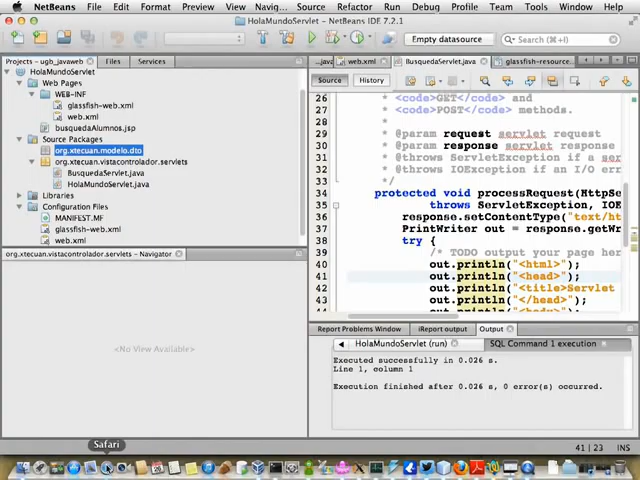 NetBeans File Edit View Navigate Source Refactor Run Debug Profile Team Tools Window
HolaMundoServlet - NetBeans IDE 7.2.1
Empty datasource
Search (⌘+I)
Projects - ugb_javaweb
Files
Services
...java
web.xml
BusquedaServlet.java
glassfish-resource...
HolaMundoServlet
Web Pages
WEB-INF
glassfish-web.xml
web.xml
busquedaAlumnos.jsp
Source Packages
org.xtecuan.modelo.dto
org.xtecuan.vistacontrolador.servlets
BusquedaServlet.java
HolaMundoServlet.java
Libraries
Configuration Files
MANIFEST.MF
glassfish-web.xml
web.xml
Source History
26 * <code>GET</code> and
27 * <code>POST</code> methods.
28 *
29 * @param request servlet request
30 * @param response servlet response
31 * @throws ServletException if a ser
32 * @throws IOException if an I/O err
33 */
34 protected void processRequest(HttpSe
35 throws ServletException, IOE
36 response.setContentType("text/ht
37 PrintWriter out = response.getWr
38 try {
39 /* TODO output your page her
40 out.println("<html>");
41 out.println("<head>");
42 out.println("<title>Servlet
43 out.println("</head>");
44 out.println("<body>");
org.xtecuan.vistacontrolador.servlets - Navigator
<No View Available>
Report Problems Window
iReport output
Output
HolaMundoServlet (run)
SQL Command 1 execution
Executed successfully in 0.026 s.
Line 1, column 1
Execution finished after 0.026 s, 0 error(s) occurred.
Safari
41 | 23 INS